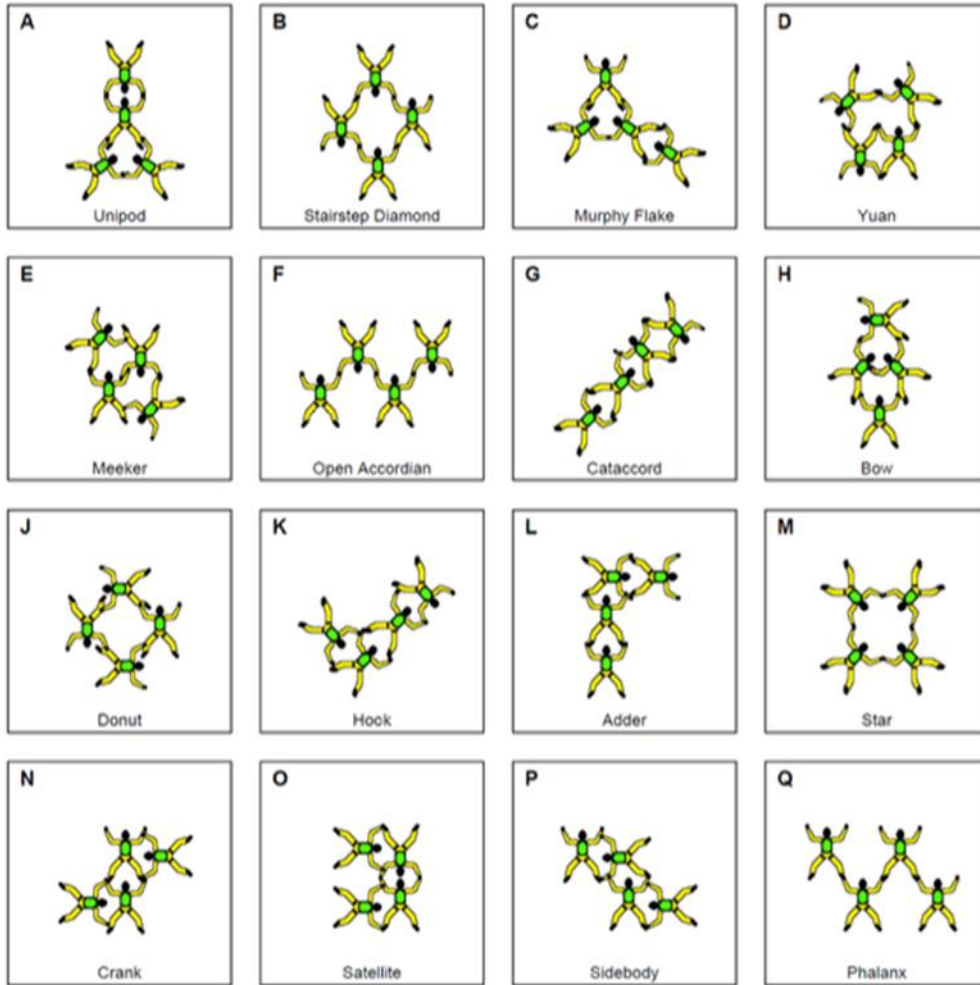 A
Unipod
B
Stairstep Diamond
C
Murphy Flake
D
Yuan
E
Meeker
F
Open Accordian
G
Cataccord
H
Bow
J
Donut
K
Hook
L
Adder
M
Star
N
Crank
O
Satellite
P
Sidebody
Q
Phalanx